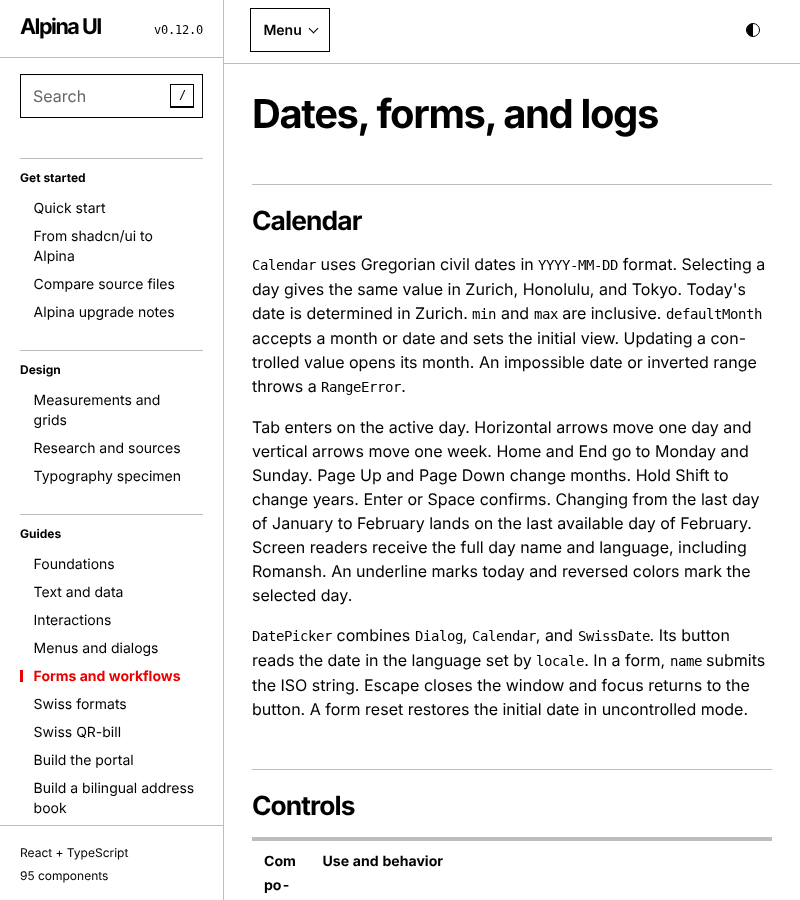 Alpina UI
v0.12.0
Search
/
Get started
Quick start
From shadcn/ui to
Alpina
Compare source files
Alpina upgrade notes
Design
Measurements and
grids
Research and sources
Typography specimen
Guides
Foundations
Text and data
Interactions
Menus and dialogs
Forms and workflows
Swiss formats
Swiss QR-bill
Build the portal
Build a bilingual address
book
React + TypeScript
95 components
Menu
Dates, forms, and logs
Calendar
Calendar uses Gregorian civil dates in YYYY-MM-DD format. Selecting a
day gives the same value in Zurich, Honolulu, and Tokyo. Today's
date is determined in Zurich. min and max are inclusive. defaultMonth
accepts a month or date and sets the initial view. Updating a con-
trolled value opens its month. An impossible date or inverted range
throws a RangeError.
Tab enters on the active day. Horizontal arrows move one day and
vertical arrows move one week. Home and End go to Monday and
Sunday. Page Up and Page Down change months. Hold Shift to
change years. Enter or Space confirms. Changing from the last day
of January to February lands on the last available day of February.
Screen readers receive the full day name and language, including
Romansh. An underline marks today and reversed colors mark the
selected day.
DatePicker combines Dialog, Calendar, and SwissDate. Its button
reads the date in the language set by locale. In a form, name submits
the ISO string. Escape closes the window and focus returns to the
button. A form reset restores the initial date in uncontrolled mode.
Controls
Com
po-
Use and behavior